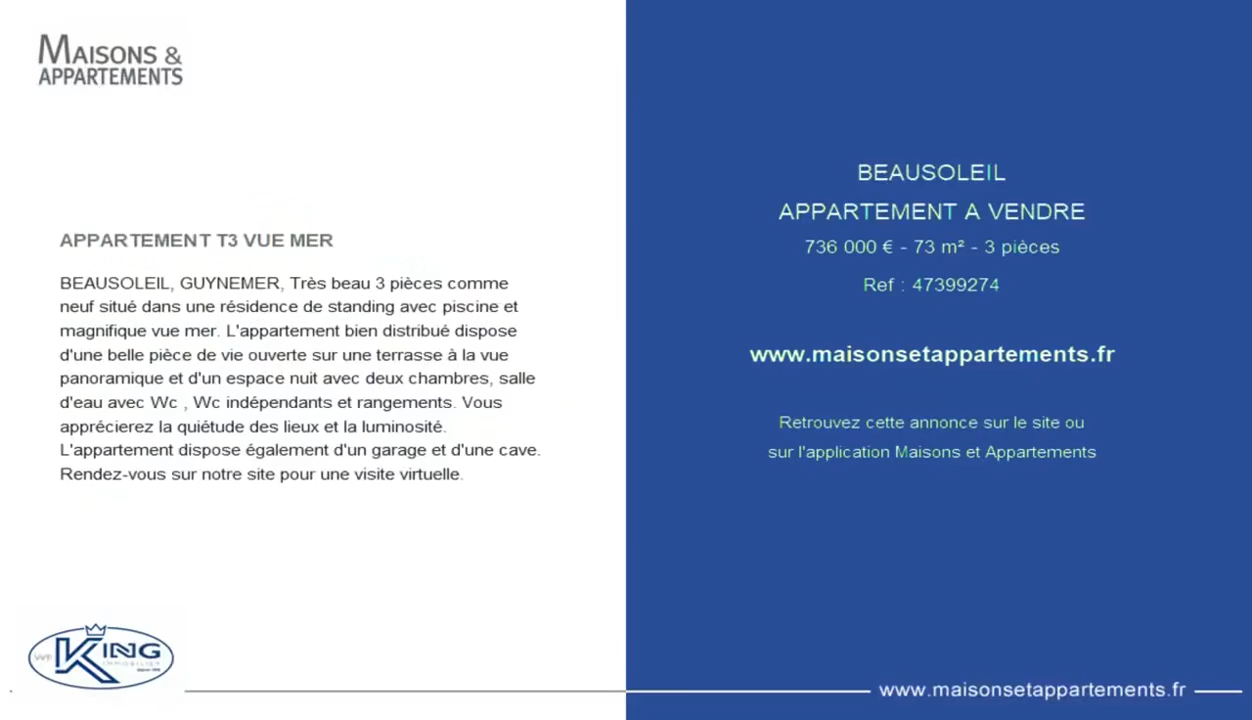 MAISONS &
APPARTEMENTS
APPARTEMENT T3 VUE MER
BEAUSOLEIL, GUYNEMER, Très beau 3 pièces comme
neuf situé dans une résidence de standing avec piscine et
magnifique vue mer. L'appartement bien distribué dispose
d'une belle pièce de vie ouverte sur une terrasse à la vue
panoramique et d'un espace nuit avec deux chambres, salle
d'eau avec Wc , Wc indépendants et rangements. Vous
apprécierez la quiétude des lieux et la luminosité.
L'appartement dispose également d'un garage et d'une cave.
Rendez-vous sur notre site pour une visite virtuelle.
KING
IMMOBILIER
BEAUSOLEIL
APPARTEMENT A VENDRE
736 000 € - 73 m² - 3 pièces
Ref : 47399274
www.maisonsetappartements.fr
Retrouvez cette annonce sur le site ou
sur l'application Maisons et Appartements
www.maisonsetappartements.fr